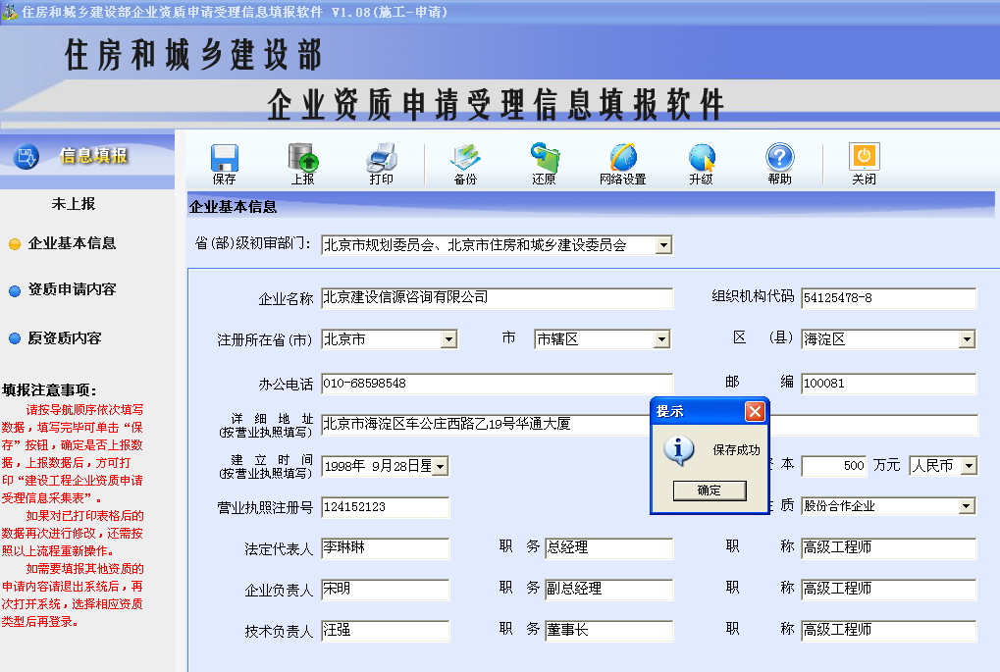 住房和城乡建设部企业资质申请受理信息填报软件 V1.08(施工-申请)
住房和城乡建设部
企业资质申请受理信息填报软件
信息填报
保存 上报 打印 备份 还原 网络设置 升级 帮助 关闭
未上报
企业基本信息
资质申请内容
原资质内容
填报注意事项：
请按导航顺序依次填写
数据，填写完毕可单击“保
存”按钮，确定是否上报数
据，上报数据后，方可打
印“建设工程企业资质申请
受理信息采集表”。
如果对已打印表格后的
数据再次进行修改，还需按
照以上流程重新操作。
如需要填报其他资质的
申请内容请退出系统后，再
次打开系统，选择相应资质
类型后再登录。
企业基本信息
省(部)级初审部门： 北京市规划委员会、北京市住房和城乡建设委员会
企业名称 北京建设信源咨询有限公司 组织机构代码 54125478-8
注册所在省(市) 北京市 市 市辖区 区 (县) 海淀区
办公电话 010-68598548 邮 编 100081
详 细 地 址
(按营业执照填写) 北京市海淀区车公庄西路乙19号华通大厦
建 立 时 间
(按营业执照填写) 1998年 9月28日星 本 500 万元 人民币
营业执照注册号 124152123 质 股份合作企业
法定代表人 李琳琳 职 务 总经理 职 称 高级工程师
企业负责人 宋明 职 务 副总经理 职 称 高级工程师
技术负责人 汪强 职 务 董事长 职 称 高级工程师
提示
保存成功
确定